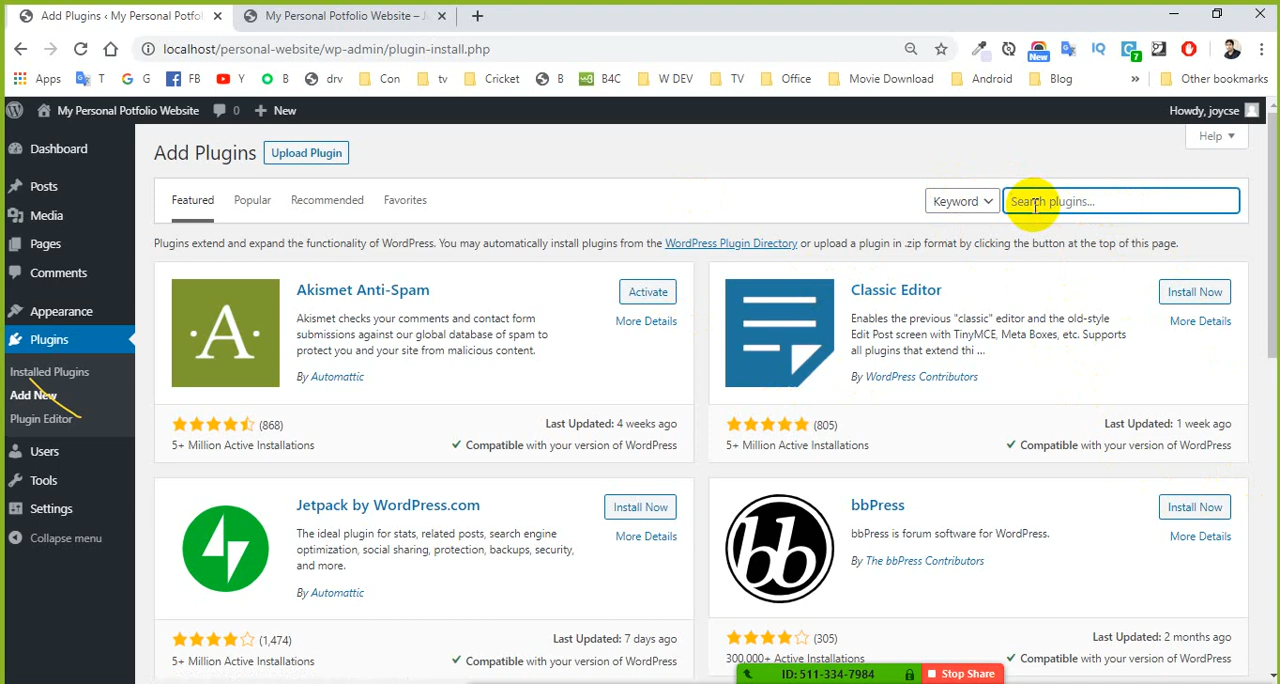 Add Plugins ‹ My Personal Potfol
My Personal Potfolio Website –
localhost/personal-website/wp-admin/plugin-install.php
New
7
IQ
Apps T G FB Y B drv Con tv Cricket B B4C W DEV TV Office Movie Download Android Blog » Other bookmarks
My Personal Potfolio Website 0 + New Howdy, joycse
Dashboard
Posts
Media
Pages
Comments
Appearance
Plugins
Installed Plugins
Add New
Plugin Editor
Users
Tools
Settings
Collapse menu
Add Plugins Upload Plugin Help
Featured Popular Recommended Favorites Keyword Search plugins...
Plugins extend and expand the functionality of WordPress. You may automatically install plugins from the WordPress Plugin Directory or upload a plugin in .zip format by clicking the button at the top of this page.
A
Akismet Anti-Spam
Activate
More Details
Akismet checks your comments and contact form
submissions against our global database of spam to
protect you and your site from malicious content.
By Automattic
(868)
Last Updated: 4 weeks ago
5+ Million Active Installations
Compatible with your version of WordPress
Classic Editor
Install Now
More Details
Enables the previous "classic" editor and the old-style
Edit Post screen with TinyMCE, Meta Boxes, etc. Supports
all plugins that extend thi ...
By WordPress Contributors
(805)
Last Updated: 1 week ago
5+ Million Active Installations
Compatible with your version of WordPress
Jetpack by WordPress.com
Install Now
More Details
The ideal plugin for stats, related posts, search engine
optimization, social sharing, protection, backups, security,
and more.
By Automattic
(1,474)
Last Updated: 7 days ago
5+ Million Active Installations
Compatible with your version of WordPress
bb
bbPress
Install Now
More Details
bbPress is forum software for WordPress.
By The bbPress Contributors
(305)
Last Updated: 2 months ago
300,000+ Active Installations
Compatible with your version of WordPress
ID: 511-334-7984 Stop Share